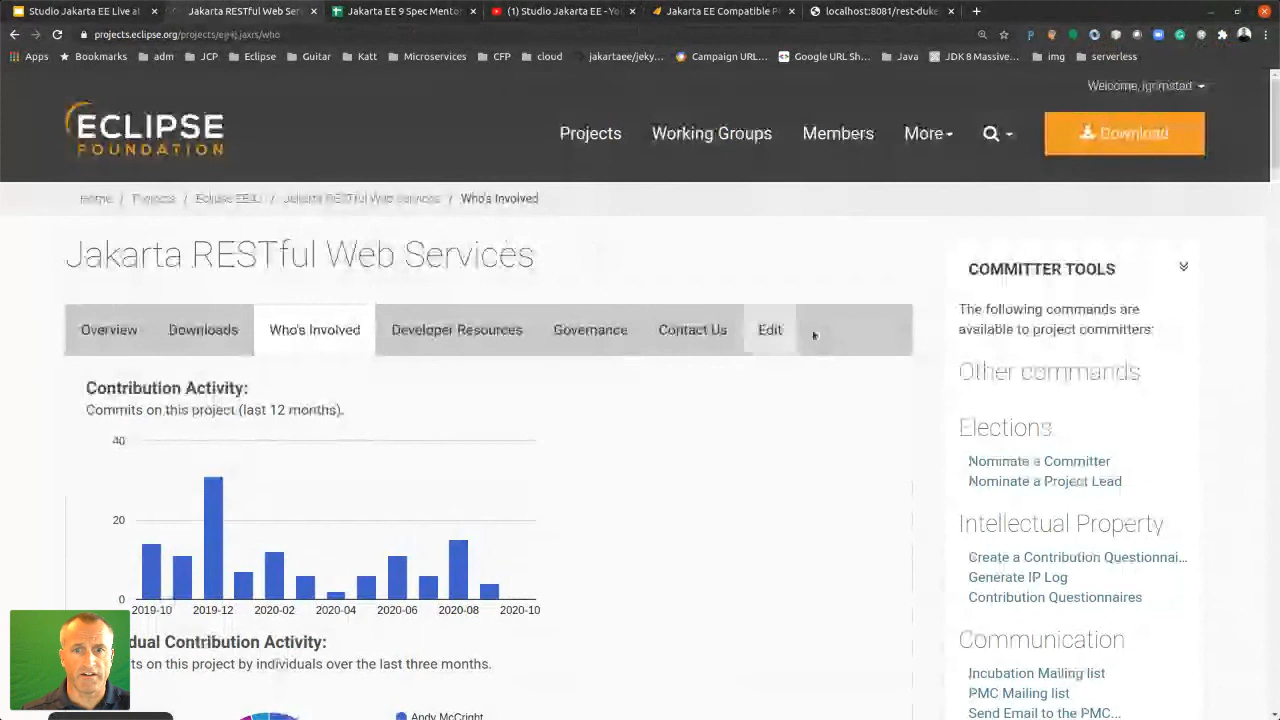 Studio Jakarta EE Live at
Jakarta RESTful Web Serv
Jakarta EE 9 Spec Mentor
(1) Studio Jakarta EE - Yo
Jakarta EE Compatible P
localhost:8081/rest-duke
Apps
Bookmarks
adm
JCP
Eclipse
Guitar
Katt
Microservices
CFP
cloud
jakartaee/jeky...
Campaign URL...
Google URL Sh...
Java
JDK 8 Massive...
img
serverless
ECLIPSE
FOUNDATION
Projects
Working Groups
Members
More
Download
Home / Projects / Eclipse EE4J / Jakarta RESTful Web Services / Who's Involved
Jakarta RESTful Web Services
Overview
Downloads
Who's Involved
Developer Resources
Governance
Contact Us
Edit
Contribution Activity:
Commits on this project (last 12 months).
40
20
0
2019-10
2019-12
2020-02
2020-04
2020-06
2020-08
2020-10
dual Contribution Activity:
ts on this project by individuals over the last three months.
Andy McCright
COMMITTER TOOLS
The following commands are
available to project committers:
Other commands
Elections
Nominate a Committer
Nominate a Project Lead
Intellectual Property
Create a Contribution Questionnai...
Generate IP Log
Contribution Questionnaires
Communication
Incubation Mailing list
PMC Mailing list
Send Email to the PMC...